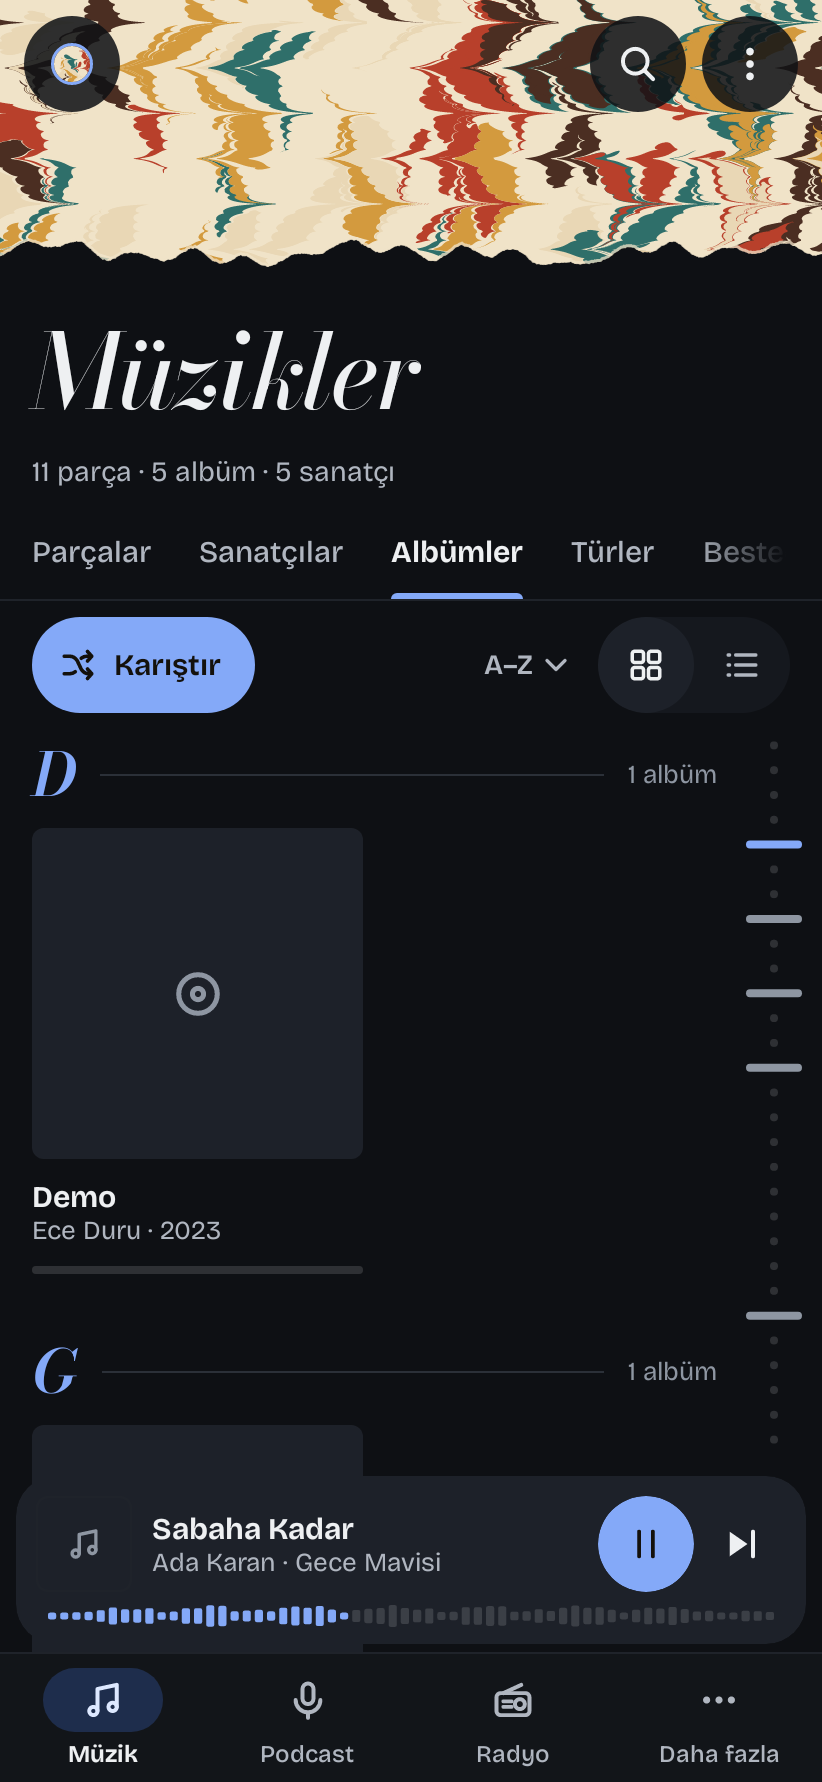 Müzikler
11 parça · 5 albüm · 5 sanatçı
Parçalar Sanatçılar Albümler Türler Beste
Karıştır A–Z
D 1 albüm
Demo
Ece Duru · 2023
G 1 albüm
Sabaha Kadar
Ada Karan · Gece Mavisi
Müzik Podcast Radyo Daha fazla